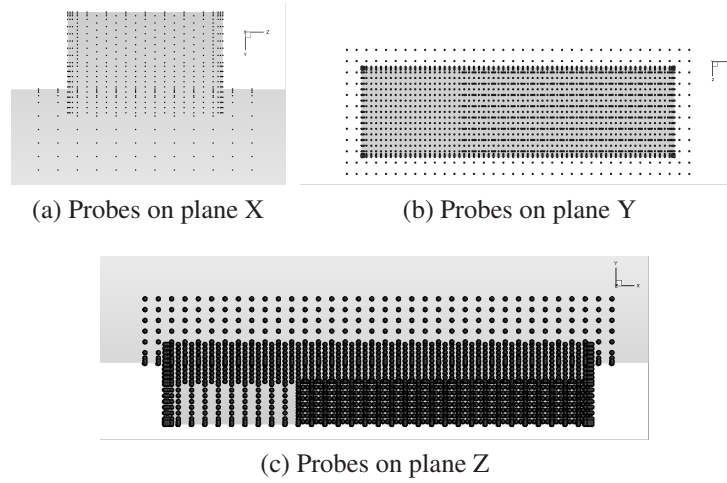 Z
Y
(a) Probes on plane X
Z
(b) Probes on plane Y
Y
X
(c) Probes on plane Z